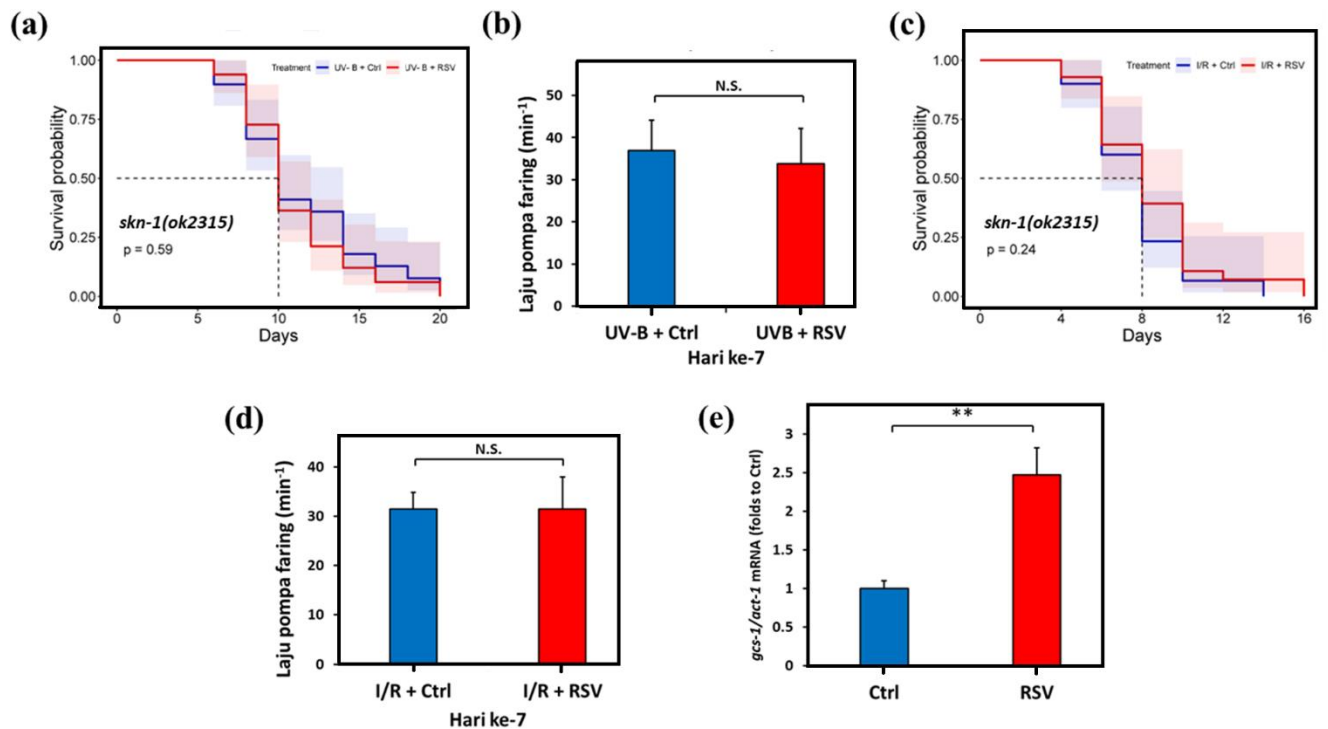 (a)
Treatment UV- B + Ctrl UV- B + RSV
Survival probability
1.00
0.75
0.50
0.25
0.00
skn-1(ok2315)
p = 0.59
0 5 10 15 20
Days
(b)
Laju pompa faring (min-1)
50
40
30
20
10
0
N.S.
UV-B + Ctrl UVB + RSV
Hari ke-7
(c)
Treatment I/R + Ctrl I/R + RSV
Survival probability
1.00
0.75
0.50
0.25
0.00
skn-1(ok2315)
p = 0.24
0 4 8 12 16
Days
(d)
Laju pompa faring (min-1)
40
30
20
10
0
N.S.
I/R + Ctrl I/R + RSV
Hari ke-7
(e)
gcs-1/act-1 mRNA (folds to Ctrl)
3
2.5
2
1.5
1
0.5
0
**
Ctrl RSV